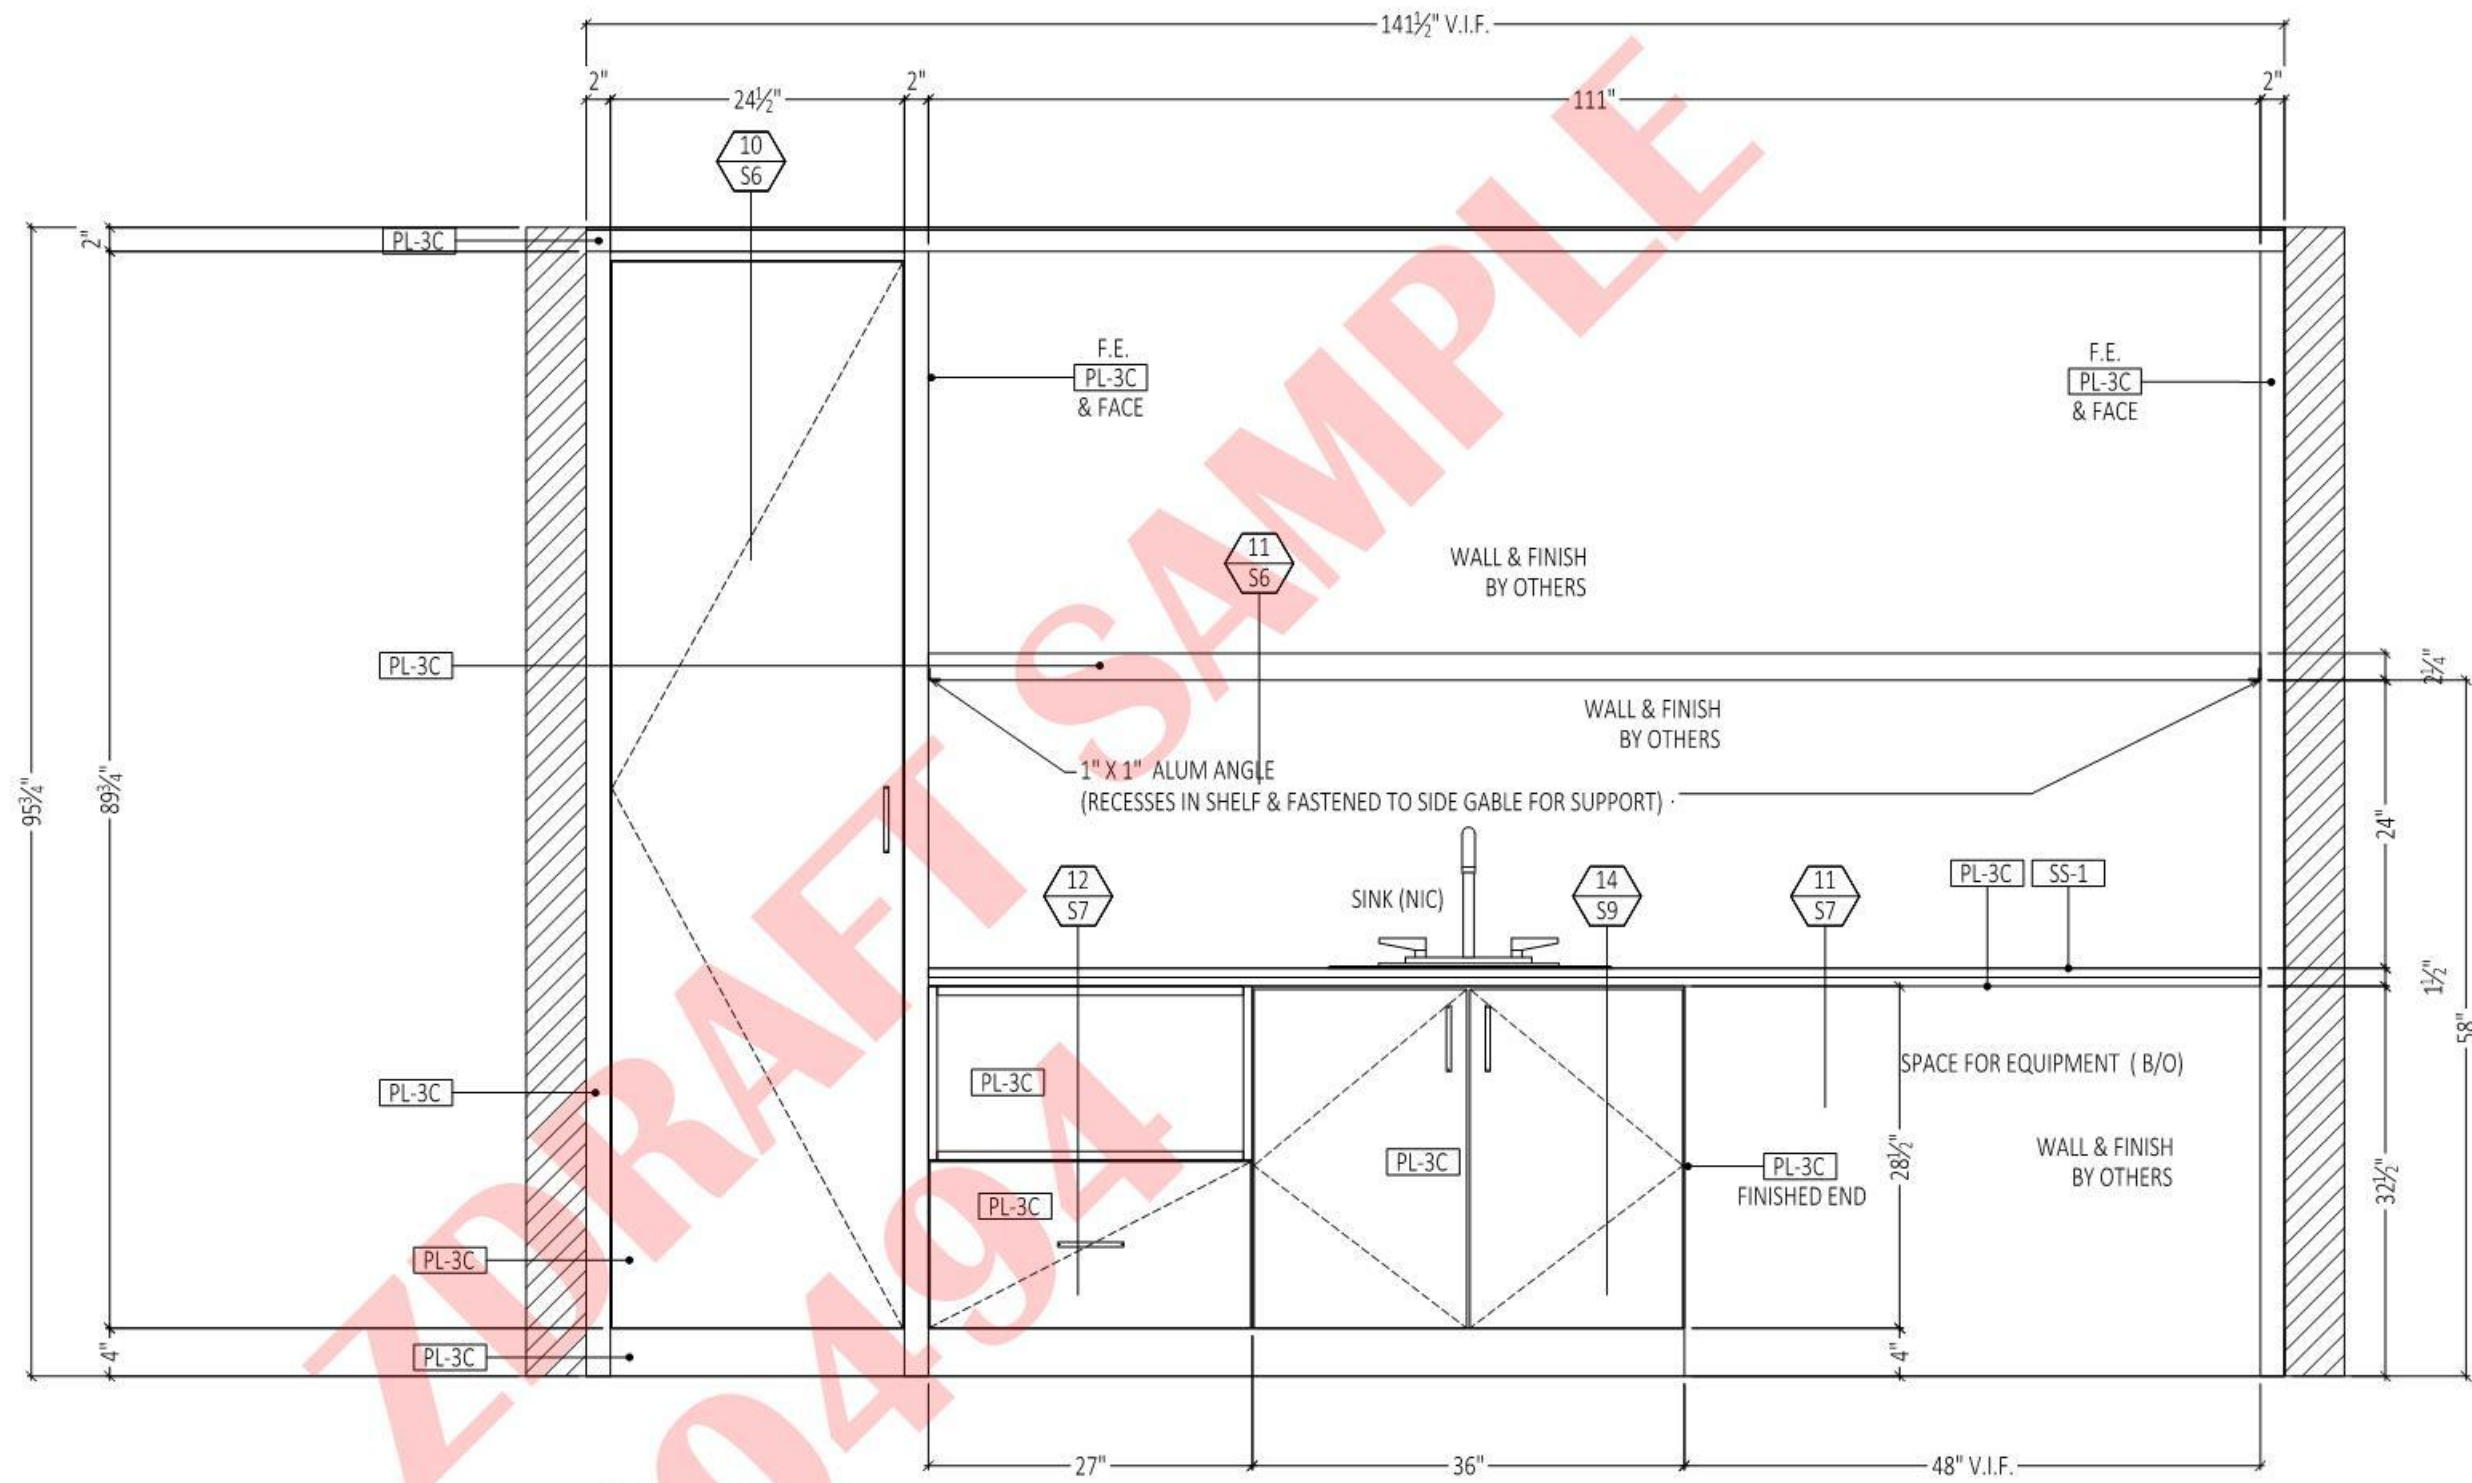 141½" V.I.F.
2"
24½"
2"
111"
2"
10
S6
2"
PL-3C
F.E.
PL-3C
& FACE
F.E.
PL-3C
& FACE
11
S6
WALL & FINISH
BY OTHERS
PL-3C
2¼"
WALL & FINISH
BY OTHERS
1" X 1" ALUM ANGLE
(RECESSES IN SHELF & FASTENED TO SIDE GABLE FOR SUPPORT)
95¾"
89¾"
24"
12
S7
SINK (NIC)
14
S9
11
S7
PL-3C SS-1
1½"
58"
PL-3C
SPACE FOR EQUIPMENT ( B/O)
PL-3C
PL-3C
PL-3C
FINISHED END
28½"
WALL & FINISH
BY OTHERS
32½"
PL-3C
PL-3C
4"
PL-3C
4"
27"
36"
48" V.I.F.
ZDRAFT SAMPLE
0494